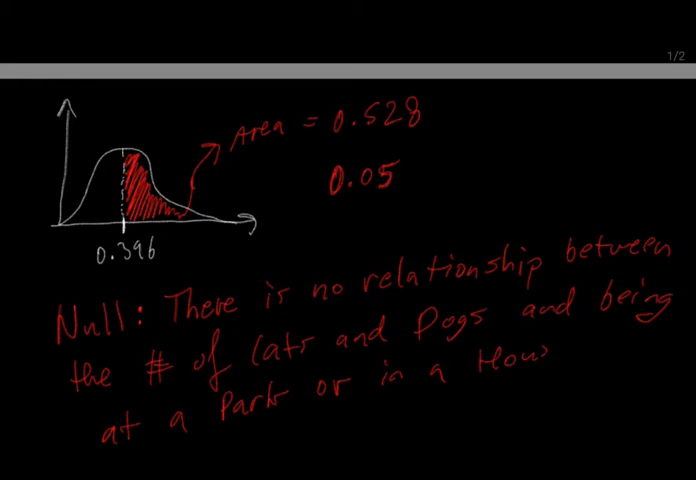 1/2
Area = 0.528
0.05
0.396
Null: There is no relationship between
the # of Cats and Dogs and being
at a Park or in a Hous